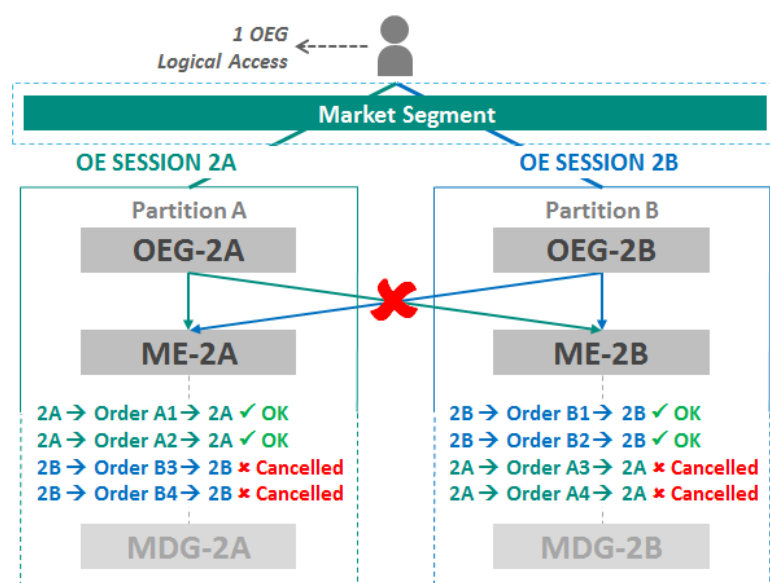 1 OEG
Logical Access
Market Segment
OE SESSION 2A
OE SESSION 2B
Partition A
Partition B
OEG-2A
OEG-2B
ME-2A
ME-2B
2A → Order A1 → 2A ✓ OK
2A → Order A2 → 2A ✓ OK
2B → Order B3 → 2B ✘ Cancelled
2B → Order B4 → 2B ✘ Cancelled
2B → Order B1 → 2B ✓ OK
2B → Order B2 → 2B ✓ OK
2A → Order A3 → 2A ✘ Cancelled
2A → Order A4 → 2A ✘ Cancelled
MDG-2A
MDG-2B